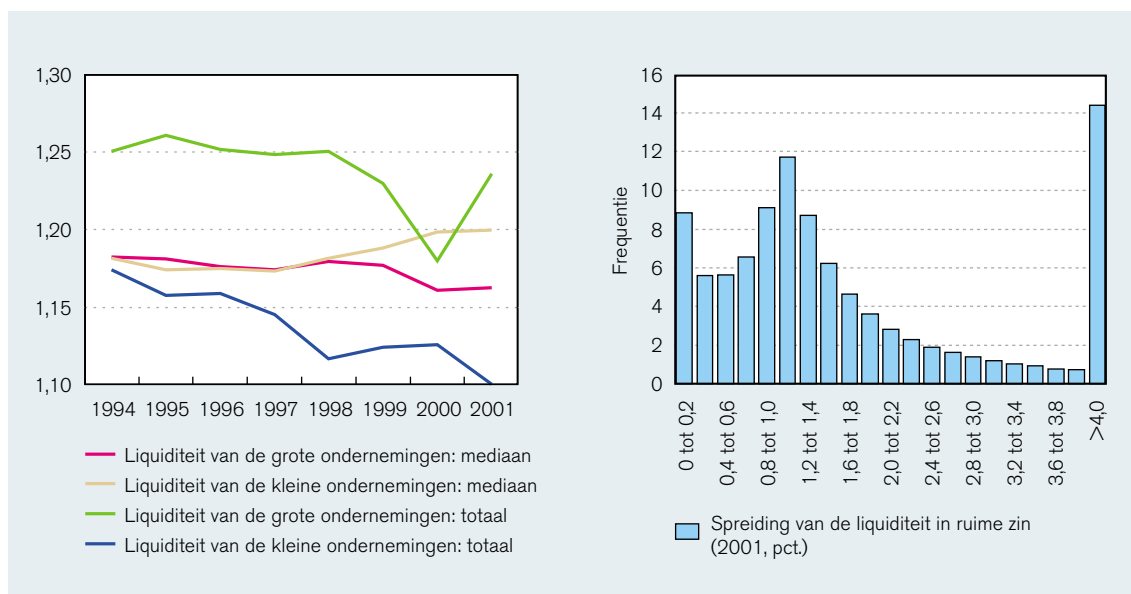 1,30
1,25
1,20
1,15
1,10
1994 1995 1996 1997 1998 1999 2000 2001
Liquiditeit van de grote ondernemingen: mediaan
Liquiditeit van de kleine ondernemingen: mediaan
Liquiditeit van de grote ondernemingen: totaal
Liquiditeit van de kleine ondernemingen: totaal
Frequentie
16
14
12
10
8
6
4
2
0
0 tot 0,2
0,4 tot 0,6
0,8 tot 1,0
1,2 tot 1,4
1,6 tot 1,8
2,0 tot 2,2
2,4 tot 2,6
2,8 tot 3,0
3,2 tot 3,4
3,6 tot 3,8
>4,0
Spreiding van de liquiditeit in ruime zin
(2001, pct.)